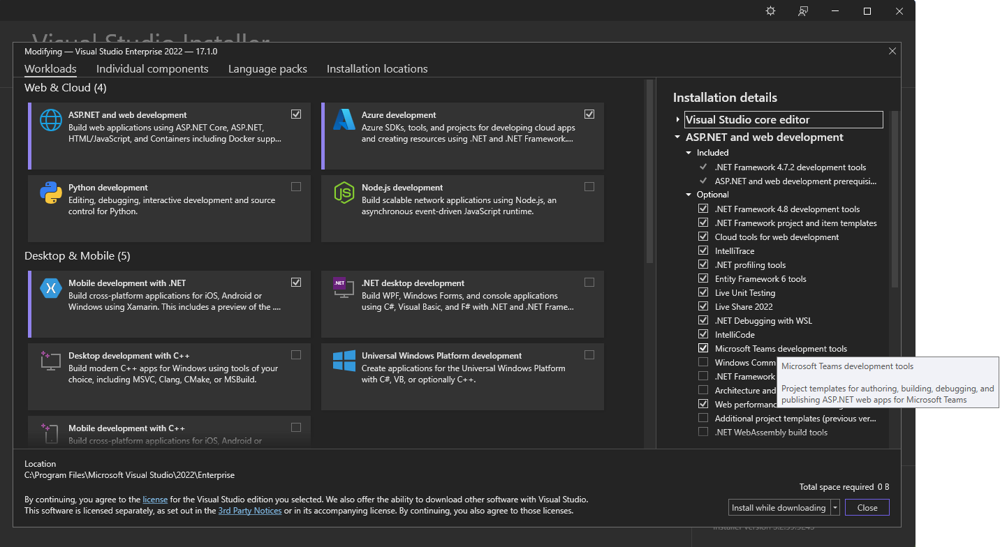 Visual Studio Installer
Modifying — Visual Studio Enterprise 2022 — 17.1.0
Workloads
Individual components
Language packs
Installation locations
Web & Cloud (4)
ASP.NET and web development
Build web applications using ASP.NET Core, ASP.NET,
HTML/JavaScript, and Containers including Docker supp...
Azure development
Azure SDKs, tools, and projects for developing cloud apps
and creating resources using .NET and .NET Framework....
Python development
Editing, debugging, interactive development and source
control for Python.
Node.js development
Build scalable network applications using Node.js, an
asynchronous event-driven JavaScript runtime.
Desktop & Mobile (5)
Mobile development with .NET
Build cross-platform applications for iOS, Android or
Windows using Xamarin. This includes a preview of the ....
.NET
.NET desktop development
Build WPF, Windows Forms, and console applications
using C#, Visual Basic, and F# with .NET and .NET Frame...
Desktop development with C++
Build modern C++ apps for Windows using tools of your
choice, including MSVC, Clang, CMake, or MSBuild.
Universal Windows Platform development
Create applications for the Universal Windows Platform
with C#, VB, or optionally C++.
Mobile development with C++
Build cross-platform applications for iOS, Android or
Installation details
Visual Studio core editor
ASP.NET and web development
Included
.NET Framework 4.7.2 development tools
ASP.NET and web development prerequisi...
Optional
.NET Framework 4.8 development tools
.NET Framework project and item templates
Cloud tools for web development
IntelliTrace
.NET profiling tools
Entity Framework 6 tools
Live Unit Testing
Live Share 2022
.NET Debugging with WSL
IntelliCode
Microsoft Teams development tools
Windows Comm
.NET Framework
Architecture and
Web performance
Additional project templates (previous ver...
.NET WebAssembly build tools
Microsoft Teams development tools
Project templates for authoring, building, debugging, and
publishing ASP.NET web apps for Microsoft Teams
Location
C:\Program Files\Microsoft Visual Studio\2022\Enterprise
By continuing, you agree to the license for the Visual Studio edition you selected. We also offer the ability to download other software with Visual Studio.
This software is licensed separately, as set out in the 3rd Party Notices or in its accompanying license. By continuing, you also agree to those licenses.
Total space required 0 B
Install while downloading
Close